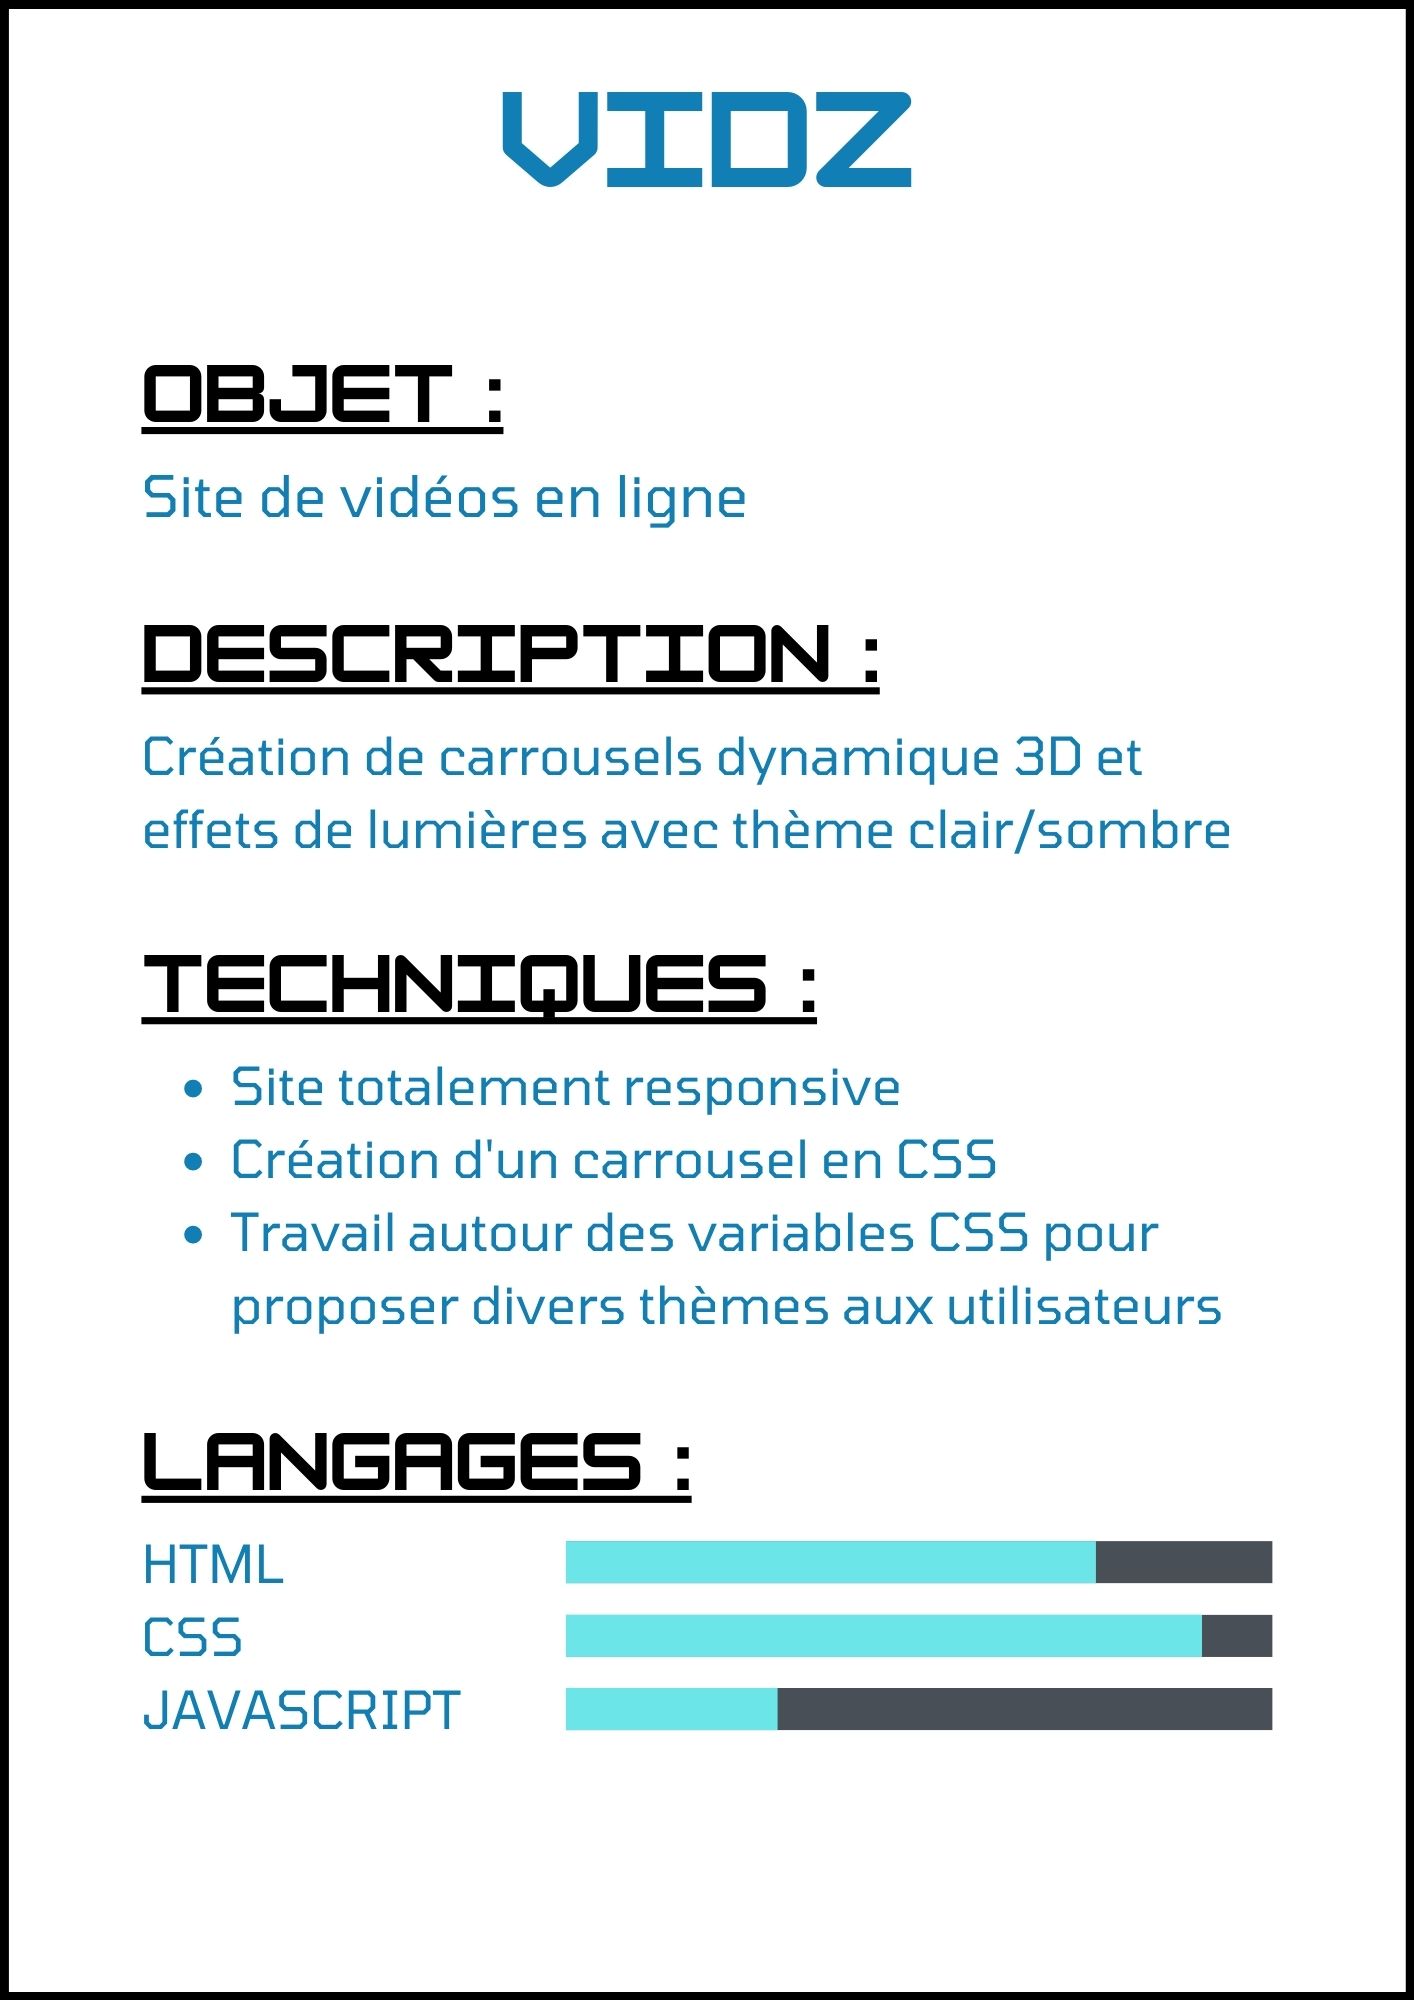 VIDZ
OBJET :
Site de vidéos en ligne
DESCRIPTION :
Création de carrousels dynamique 3D et
effets de lumières avec thème clair/sombre
TECHNIQUES :
• Site totalement responsive
• Création d'un carrousel en CSS
• Travail autour des variables CSS pour
proposer divers thèmes aux utilisateurs
LANGAGES :
HTML
CSS
JAVASCRIPT